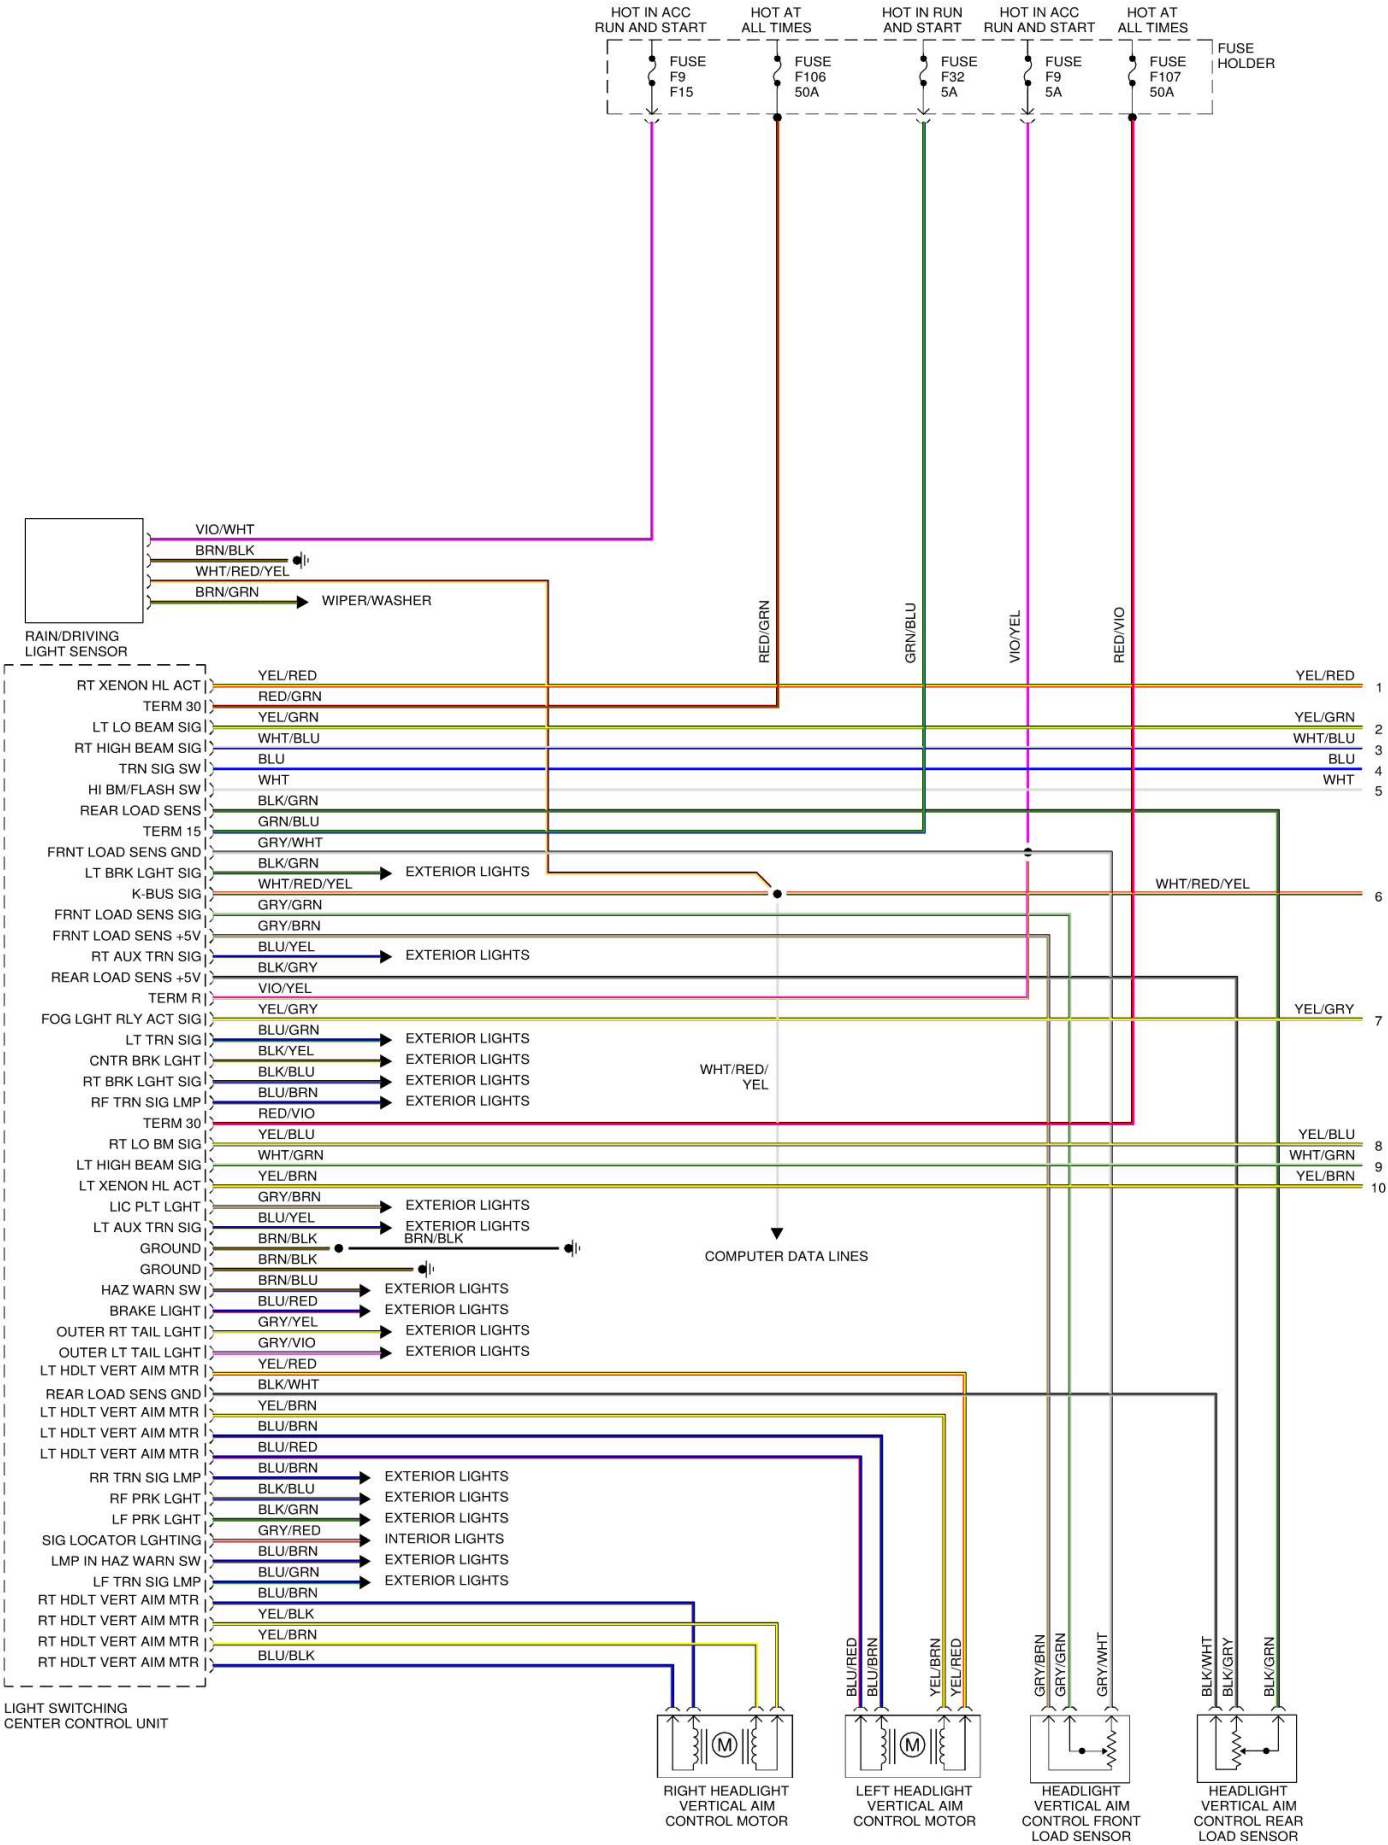 HOT IN ACC
RUN AND START
HOT AT
ALL TIMES
HOT IN RUN
AND START
HOT IN ACC
RUN AND START
HOT AT
ALL TIMES
FUSE
HOLDER
FUSE
F9
F15
FUSE
F106
50A
FUSE
F32
5A
FUSE
F9
5A
FUSE
F107
50A
VIO/WHT
BRN/BLK
WHT/RED/YEL
BRN/GRN
WIPER/WASHER
RAIN/DRIVING
LIGHT SENSOR
RED/GRN
GRN/BLU
VIO/YEL
RED/VIO
RT XENON HL ACT YEL/RED YEL/RED 1
TERM 30 RED/GRN
LT LO BEAM SIG YEL/GRN YEL/GRN 2
RT HIGH BEAM SIG WHT/BLU WHT/BLU 3
TRN SIG SW BLU BLU 4
HI BM/FLASH SW WHT WHT 5
REAR LOAD SENS BLK/GRN
TERM 15 GRN/BLU
FRNT LOAD SENS GND GRY/WHT
LT BRK LGHT SIG BLK/GRN EXTERIOR LIGHTS
K-BUS SIG WHT/RED/YEL WHT/RED/YEL 6
FRNT LOAD SENS SIG GRY/GRN
FRNT LOAD SENS +5V GRY/BRN
RT AUX TRN SIG BLU/YEL EXTERIOR LIGHTS
REAR LOAD SENS +5V BLK/GRY
TERM R VIO/YEL
FOG LGHT RLY ACT SIG YEL/GRY YEL/GRY 7
LT TRN SIG BLU/GRN EXTERIOR LIGHTS
CNTR BRK LGHT BLK/YEL EXTERIOR LIGHTS
RT BRK LGHT SIG BLK/BLU EXTERIOR LIGHTS
RF TRN SIG LMP BLU/BRN EXTERIOR LIGHTS
WHT/RED/
YEL
TERM 30 RED/VIO
RT LO BM SIG YEL/BLU YEL/BLU 8
LT HIGH BEAM SIG WHT/GRN WHT/GRN 9
LT XENON HL ACT YEL/BRN YEL/BRN 10
LIC PLT LGHT GRY/BRN EXTERIOR LIGHTS
LT AUX TRN SIG BLU/YEL EXTERIOR LIGHTS
GROUND BRN/BLK BRN/BLK
COMPUTER DATA LINES
GROUND BRN/BLK
HAZ WARN SW BRN/BLU EXTERIOR LIGHTS
BRAKE LIGHT BLU/RED EXTERIOR LIGHTS
OUTER RT TAIL LGHT GRY/YEL EXTERIOR LIGHTS
OUTER LT TAIL LGHT GRY/VIO EXTERIOR LIGHTS
LT HDLT VERT AIM MTR YEL/RED
REAR LOAD SENS GND BLK/WHT
LT HDLT VERT AIM MTR YEL/BRN
LT HDLT VERT AIM MTR BLU/BRN
LT HDLT VERT AIM MTR BLU/RED
RR TRN SIG LMP BLU/BRN EXTERIOR LIGHTS
RF PRK LGHT BLK/BLU EXTERIOR LIGHTS
LF PRK LGHT BLK/GRN EXTERIOR LIGHTS
SIG LOCATOR LGHTING GRY/RED INTERIOR LIGHTS
LMP IN HAZ WARN SW BLU/BRN EXTERIOR LIGHTS
LF TRN SIG LMP BLU/GRN EXTERIOR LIGHTS
RT HDLT VERT AIM MTR BLU/BRN
RT HDLT VERT AIM MTR YEL/BLK
RT HDLT VERT AIM MTR YEL/BRN
RT HDLT VERT AIM MTR BLU/BLK
LIGHT SWITCHING
CENTER CONTROL UNIT
BLU/RED
BLU/BRN
YEL/BRN
YEL/RED
GRY/BRN
GRY/GRN
GRY/WHT
BLK/WHT
BLK/GRY
BLK/GRN
M
M
RIGHT HEADLIGHT
VERTICAL AIM
CONTROL MOTOR
LEFT HEADLIGHT
VERTICAL AIM
CONTROL MOTOR
HEADLIGHT
VERTICAL AIM
CONTROL FRONT
LOAD SENSOR
HEADLIGHT
VERTICAL AIM
CONTROL REAR
LOAD SENSOR